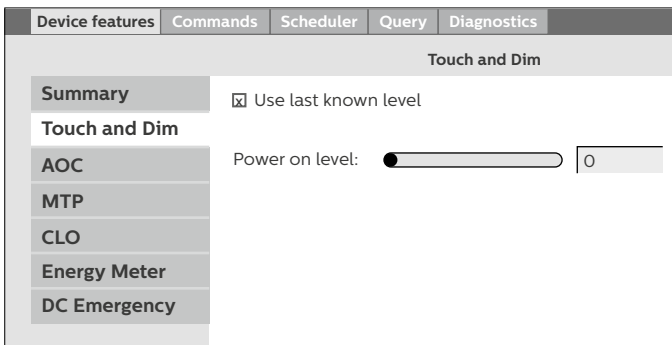 Device features Commands Scheduler Query Diagnostics
Touch and Dim
Summary
Touch and Dim
AOC
MTP
CLO
Energy Meter
DC Emergency
x Use last known level
Power on level: 0